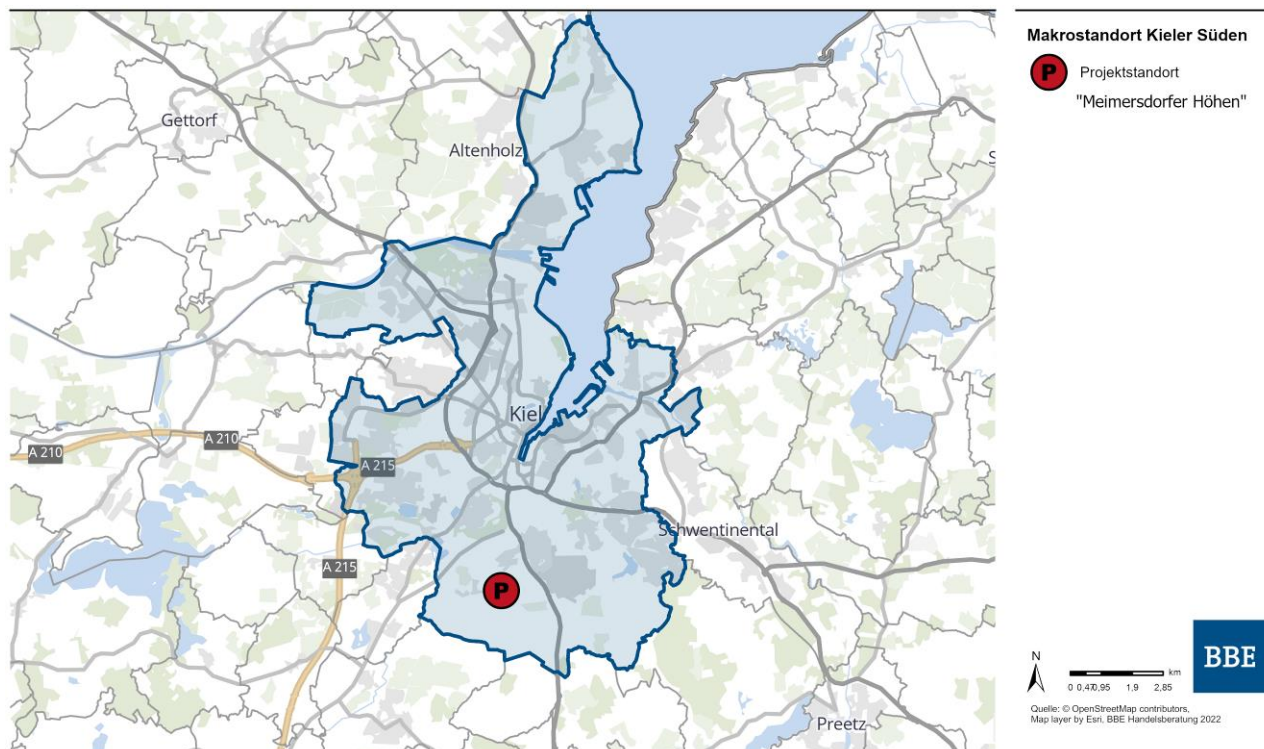 Makrostandort Kieler Süden
P Projektstandort
"Meimersdorfer Höhen"
Gettorf
Altenholz
Kiel
A 210
A 210
A 215
Schwentinental
A 215
P
Preetz
N
km
0 0,47 0,95 1,9 2,85
BBE
Quelle: © OpenStreetMap contributors,
Map layer by Esri, BBE Handelsberatung 2022